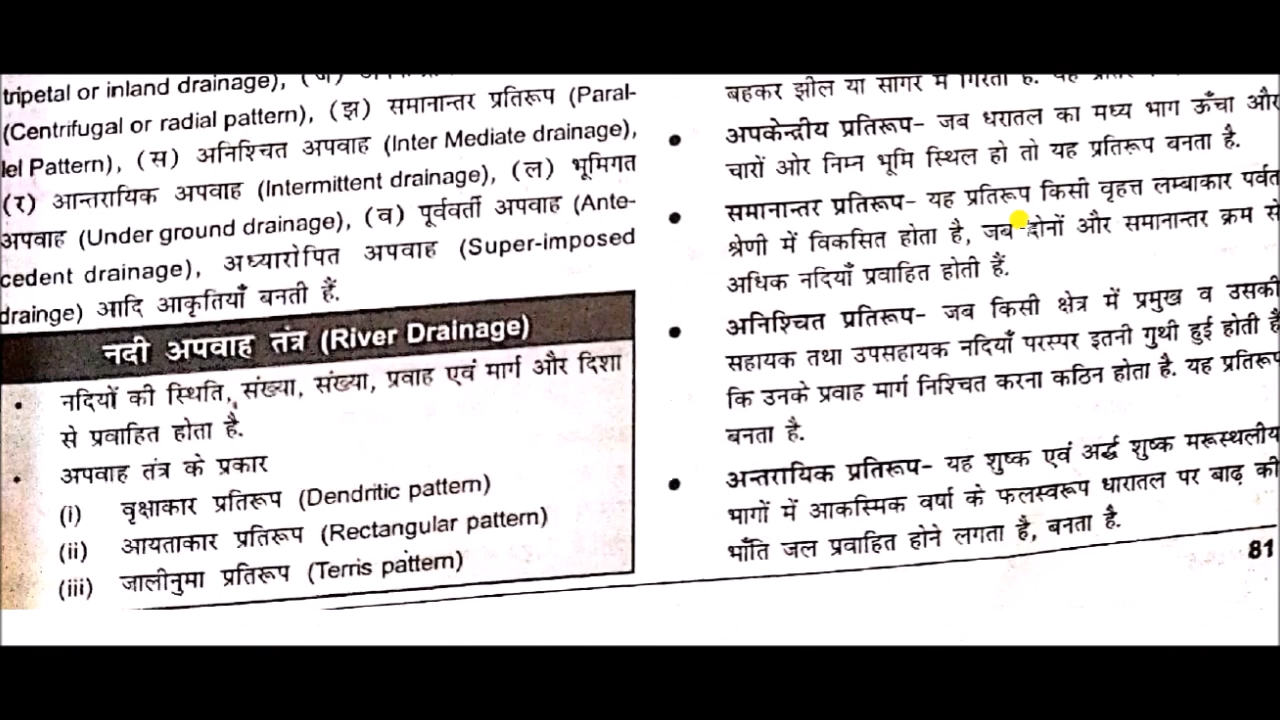 tripetal or inland drainage),
(Centrifugal or radial pattern), (झ) समानान्तर प्रतिरूप (Paral-
lel Pattern), (स) अनिश्चित अपवाह (Inter Mediate drainage),
(र) आन्तरायिक अपवाह (Intermittent drainage), (ल) भूमिगत
अपवाह (Under ground drainage), (व) पूर्ववर्ती अपवाह (Ante-
cedent drainage), अध्यारोपित अपवाह (Super-imposed
drainge) आदि आकृतियाँ बनती हैं.
नदी अपवाह तंत्र (River Drainage)
• नदियों की स्थिति, संख्या, संख्या, प्रवाह एवं मार्ग और दिशा
से प्रवाहित होता है.
• अपवाह तंत्र के प्रकार
(i) वृक्षाकार प्रतिरूप (Dendritic pattern)
(ii) आयताकार प्रतिरूप (Rectangular pattern)
(iii) जालीनुमा प्रतिरूप (Terris pattern)
बहकर झील या सागर में गिरता है. यह
• अपकेन्द्रीय प्रतिरूप– जब धरातल का मध्य भाग ऊँचा और
चारों ओर निम्न भूमि स्थिल हो तो यह प्रतिरूप बनता है.
• समानान्तर प्रतिरूप– यह प्रतिरूप किसी वृहत्त लम्बाकार पर्वत
श्रेणी में विकसित होता है, जब दोनों और समानान्तर क्रम से
अधिक नदियाँ प्रवाहित होती हैं.
• अनिश्चित प्रतिरूप– जब किसी क्षेत्र में प्रमुख व उसकी
सहायक तथा उपसहायक नदियाँ परस्पर इतनी गुथी हुई होती है
कि उनके प्रवाह मार्ग निश्चित करना कठिन होता है. यह प्रतिरूप
बनता है.
• अन्तरायिक प्रतिरूप– यह शुष्क एवं अर्द्ध शुष्क मरूस्थलीय
भागों में आकस्मिक वर्षा के फलस्वरूप धारातल पर बाढ़ की
भाँति जल प्रवाहित होने लगता है, बनता है.
81